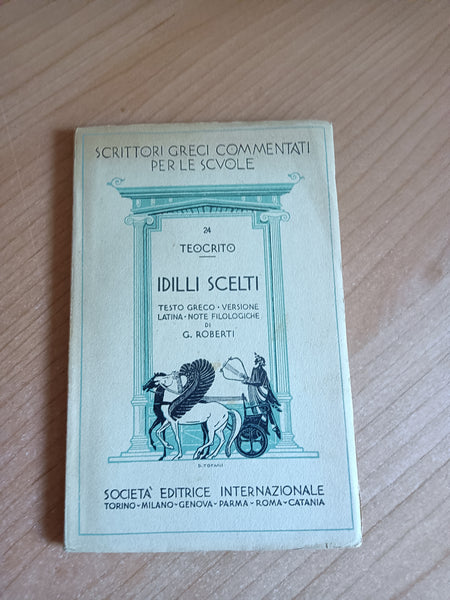 SCRITTORI GRECI COMMENTATI
PER LE SCVOLE
24
TEOCRITO
IDILLI SCELTI
TESTO GRECO • VERSIONE
LATINA • NOTE FILOLOGICHE
DI
G. ROBERTI
SOCIETA' EDITRICE INTERNAZIONALE
TORINO - MILANO - GENOVA - PARMA - ROMA - CATANIA